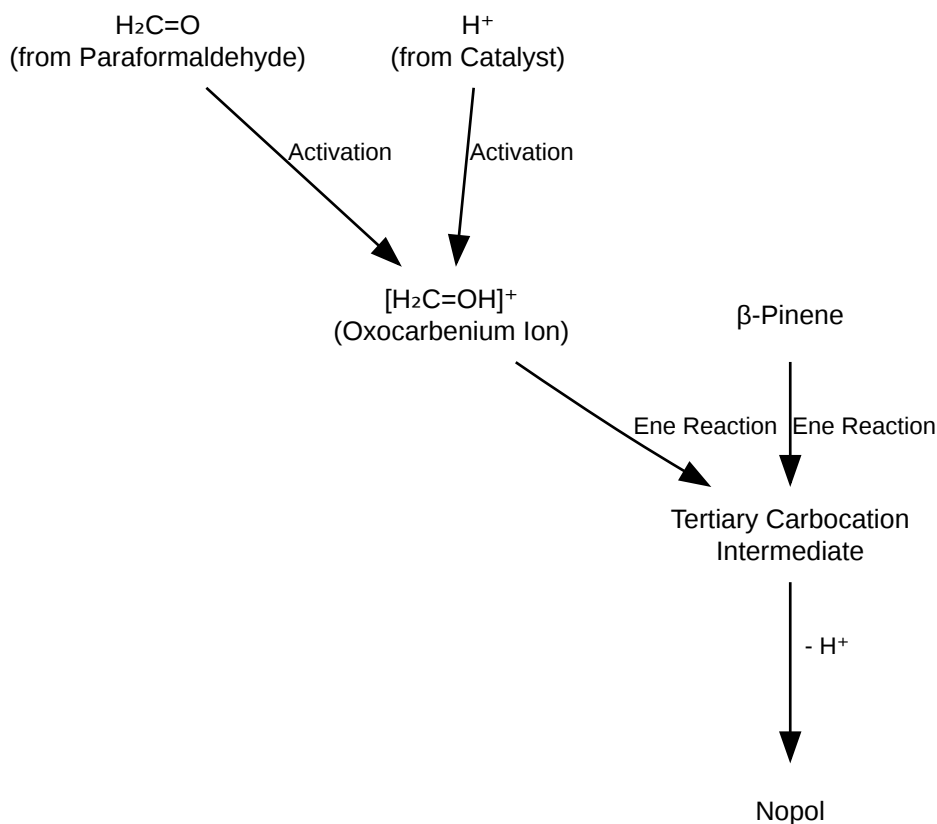 H₂C=O
(from Paraformaldehyde)
H⁺
(from Catalyst)
Activation
Activation
[H₂C=OH]⁺
(Oxocarbenium Ion)
β-Pinene
Ene Reaction
Ene Reaction
Tertiary Carbocation
Intermediate
- H⁺
Nopol